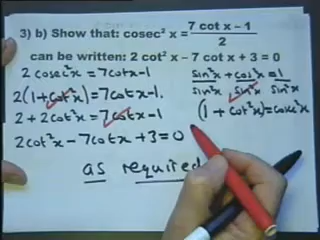 3) b) Show that: cosec² x = (7 cot x – 1)/2
can be written: 2 cot² x - 7 cot x + 3 = 0
2 cosec²x = 7cotx-1
2(1+cot²x) = 7cotx-1.
2 + 2cot²x = 7cotx-1
2cot²x - 7cotx + 3 = 0
as required
sin²x + cos²x = 1
sin²x sin²x sin²x
(1 + cot²x) = cosec²x